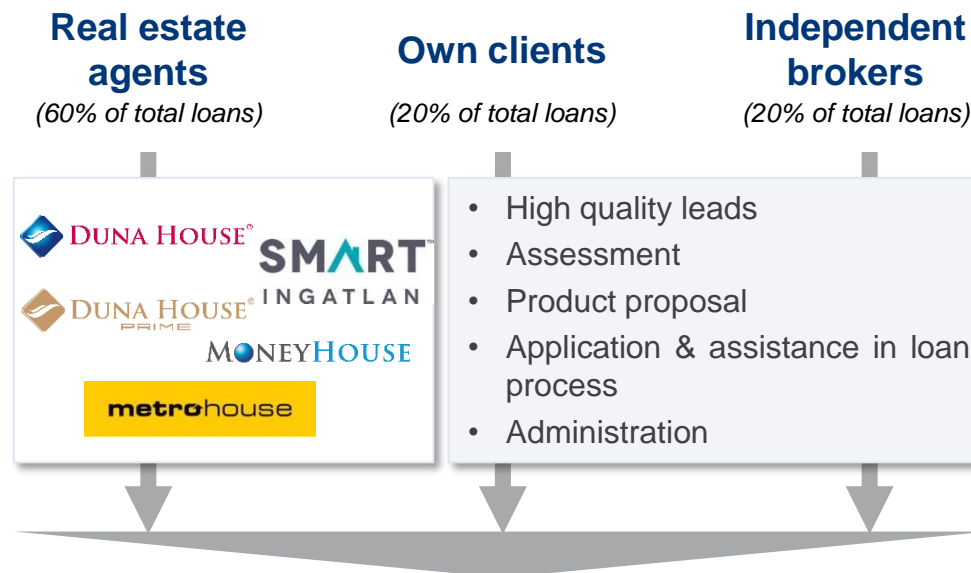 Real estate
agents
(60% of total loans)
Own clients
(20% of total loans)
Independent
brokers
(20% of total loans)
DUNA HOUSE®
SMART™
INGATLAN
DUNA HOUSE®
PRIME
MONEYHOUSE
metrohouse
• High quality leads
• Assessment
• Product proposal
• Application & assistance in loan
process
• Administration